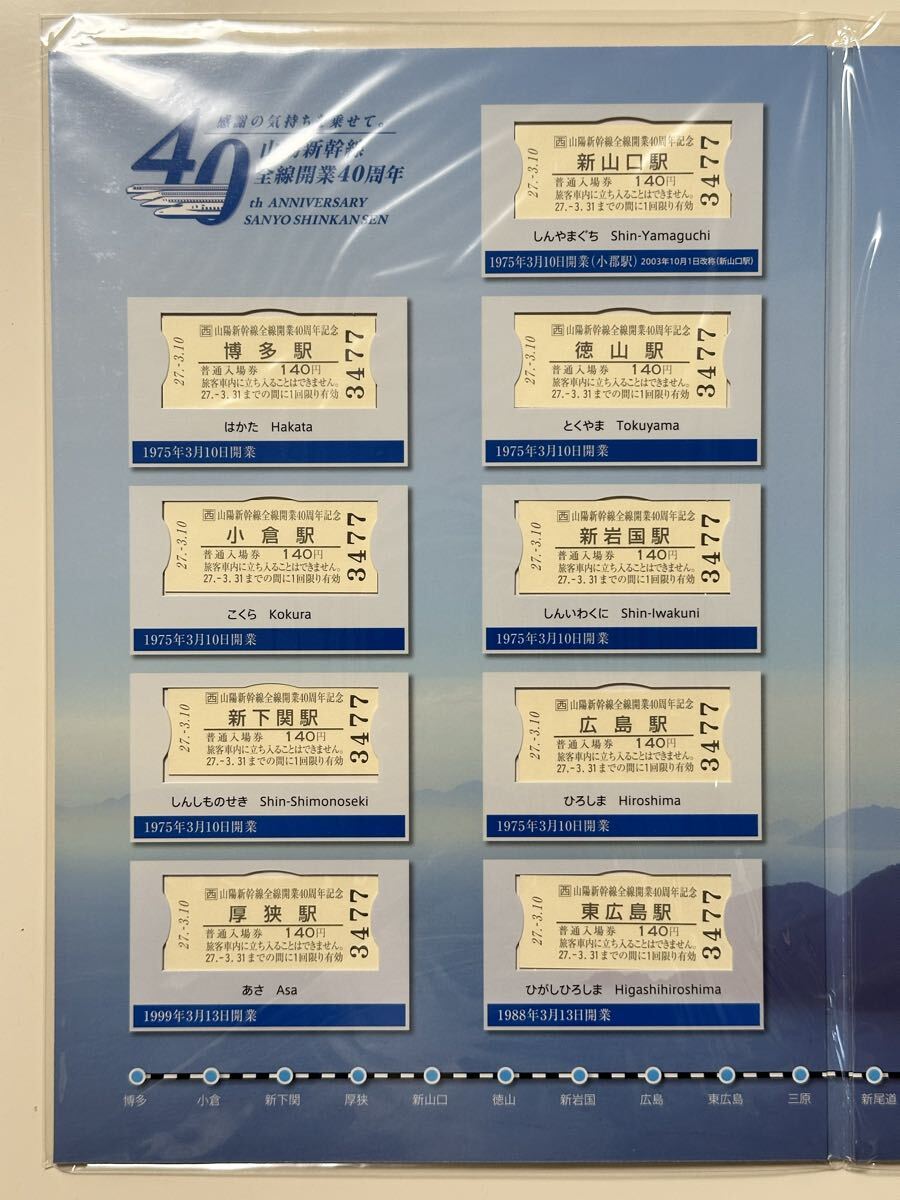 感謝の気持ちを乗せて。
40
山陽新幹線
全線開業40周年
th ANNIVERSARY
SANYO SHINKANSEN
27.-3.10
西 山陽新幹線全線開業40周年記念
新山口駅
普通入場券 140円
旅客車内に立ち入ることはできません。
27.-3.31までの間に1回限り有効
3477
しんやまぐち Shin-Yamaguchi
1975年3月10日開業(小郡駅) 2003年10月1日改称(新山口駅)
27.-3.10
西 山陽新幹線全線開業40周年記念
博多駅
普通入場券 140円
旅客車内に立ち入ることはできません。
27.-3.31までの間に1回限り有効
3477
はかた Hakata
1975年3月10日開業
27.-3.10
西 山陽新幹線全線開業40周年記念
徳山駅
普通入場券 140円
旅客車内に立ち入ることはできません。
27.-3.31までの間に1回限り有効
3477
とくやま Tokuyama
1975年3月10日開業
27.-3.10
西 山陽新幹線全線開業40周年記念
小倉駅
普通入場券 140円
旅客車内に立ち入ることはできません。
27.-3.31までの間に1回限り有効
3477
こくら Kokura
1975年3月10日開業
27.-3.10
西 山陽新幹線全線開業40周年記念
新岩国駅
普通入場券 140円
旅客車内に立ち入ることはできません。
27.-3.31までの間に1回限り有効
3477
しんいわくに Shin-Iwakuni
1975年3月10日開業
27.-3.10
西 山陽新幹線全線開業40周年記念
新下関駅
普通入場券 140円
旅客車内に立ち入ることはできません。
27.-3.31までの間に1回限り有効
3477
しんしものせき Shin-Shimonoseki
1975年3月10日開業
27.-3.10
西 山陽新幹線全線開業40周年記念
広島駅
普通入場券 140円
旅客車内に立ち入ることはできません。
27.-3.31までの間に1回限り有効
3477
ひろしま Hiroshima
1975年3月10日開業
27.-3.10
西 山陽新幹線全線開業40周年記念
厚狭駅
普通入場券 140円
旅客車内に立ち入ることはできません。
27.-3.31までの間に1回限り有効
3477
あさ Asa
1999年3月13日開業
27.-3.10
西 山陽新幹線全線開業40周年記念
東広島駅
普通入場券 140円
旅客車内に立ち入ることはできません。
27.-3.31までの間に1回限り有効
3477
ひがしひろしま Higashihiroshima
1988年3月13日開業
博多 小倉 新下関 厚狭 新山口 徳山 新岩国 広島 東広島 三原 新尾道